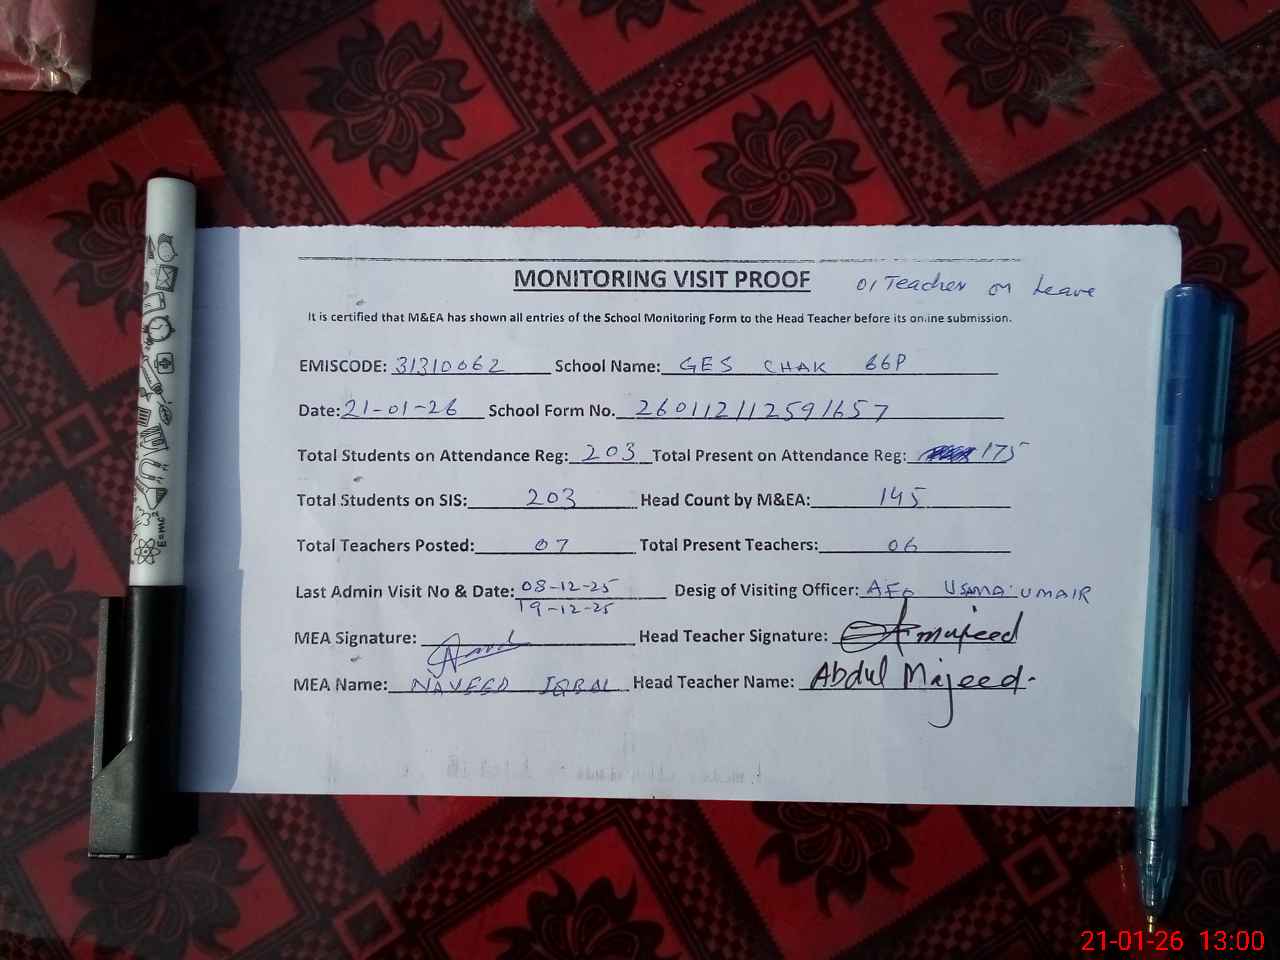 MONITORING VISIT PROOF 01 Teacher on Leave
It is certified that M&EA has shown all entries of the School Monitoring Form to the Head Teacher before its online submission.
EMISCODE: 31310062 School Name: GES CHAK 66P
Date: 21-01-26 School Form No. 260112112591657
Total Students on Attendance Reg: 203 Total Present on Attendance Reg: 175
Total Students on SIS: 203 Head Count by M&EA: 145
Total Teachers Posted: 07 Total Present Teachers: 06
Last Admin Visit No & Date: 08-12-25 Desig of Visiting Officer: AEO USAMA UMAIR
19-12-25
MEA Signature: Head Teacher Signature: Amajeed
MEA Name: NAVEED IQBAL Head Teacher Name: Abdul Majeed.
E=mc²
21-01-26 13:00